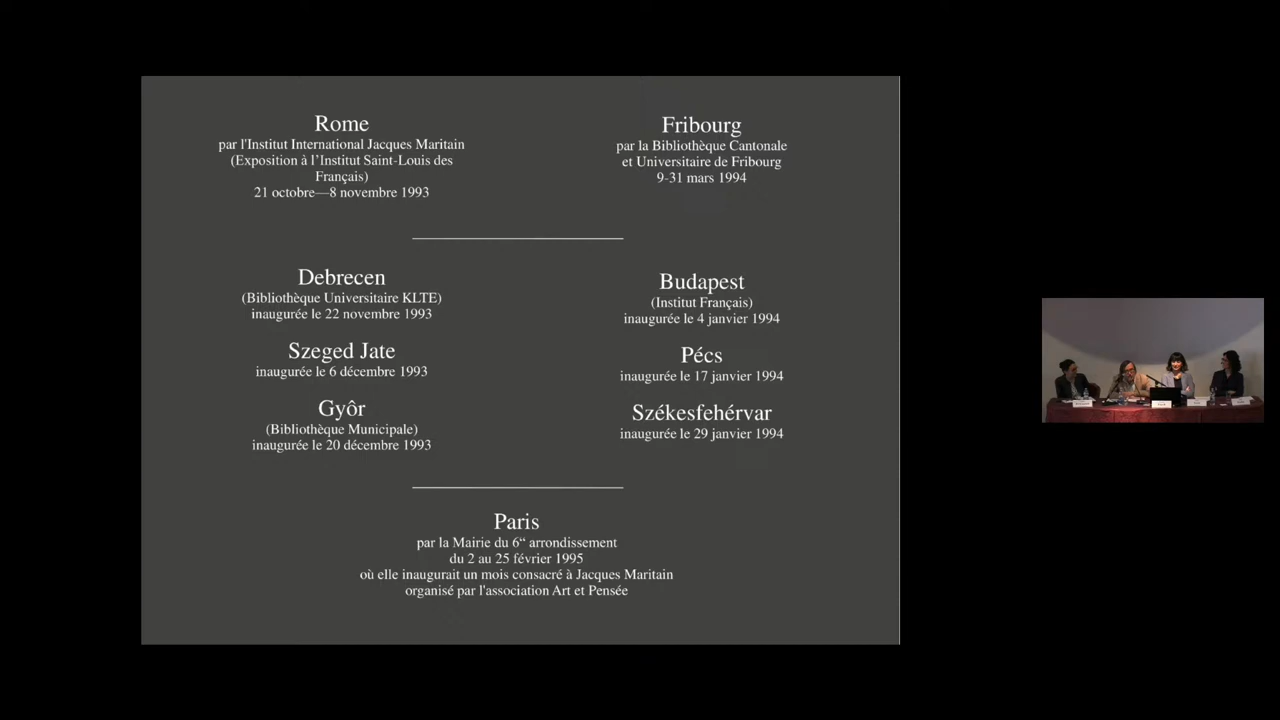 Rome
par l'Institut International Jacques Maritain
(Exposition à l'Institut Saint-Louis des
Français)
21 octobre—8 novembre 1993
Fribourg
par la Bibliothèque Cantonale
et Universitaire de Fribourg
9-31 mars 1994
Debrecen
(Bibliothèque Universitaire KLTE)
inaugurée le 22 novembre 1993
Szeged Jate
inaugurée le 6 décembre 1993
Gyôr
(Bibliothèque Municipale)
inaugurée le 20 décembre 1993
Budapest
(Institut Français)
inaugurée le 4 janvier 1994
Pécs
inaugurée le 17 janvier 1994
Székesfehérvar
inaugurée le 29 janvier 1994
Paris
par la Mairie du 6“ arrondissement
du 2 au 25 février 1995
où elle inaugurait un mois consacré à Jacques Maritain
organisé par l'association Art et Pensée